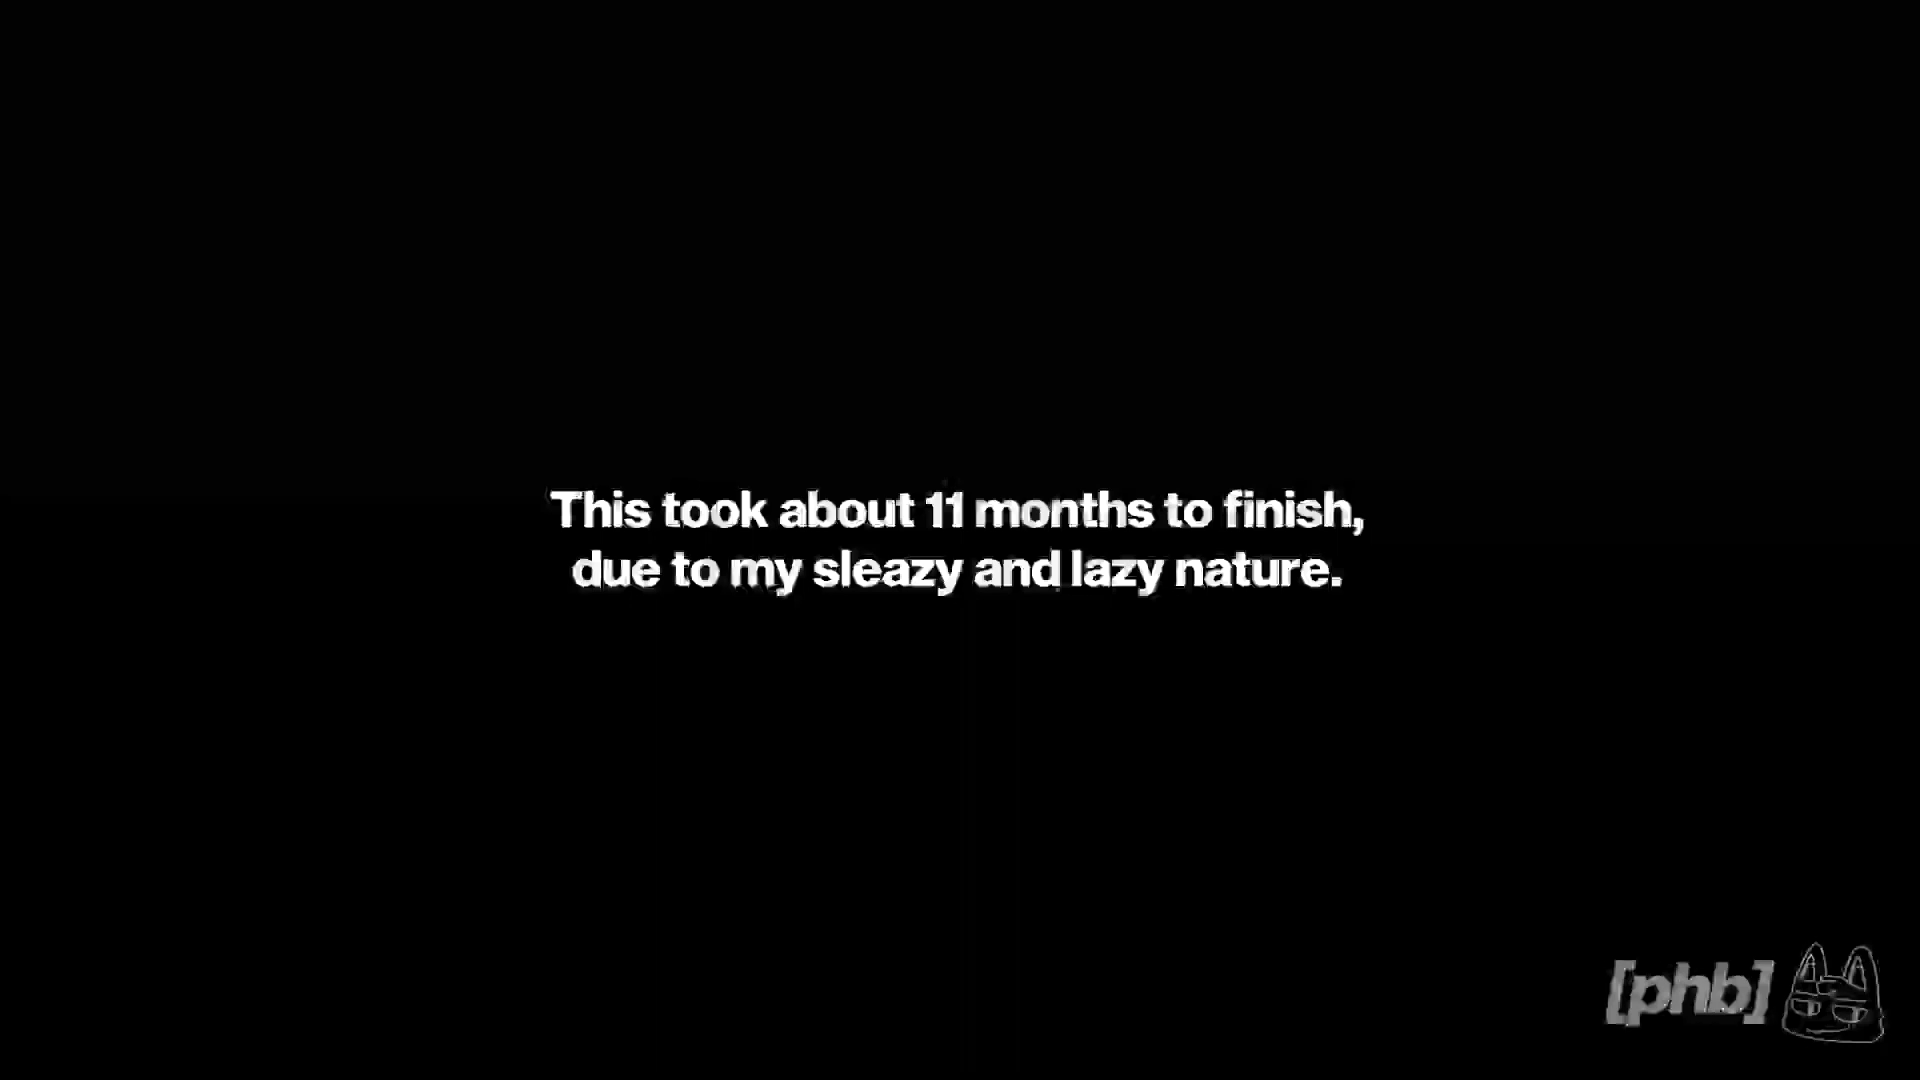 This took about 11 months to finish,
due to my sleazy and lazy nature.
[phb]